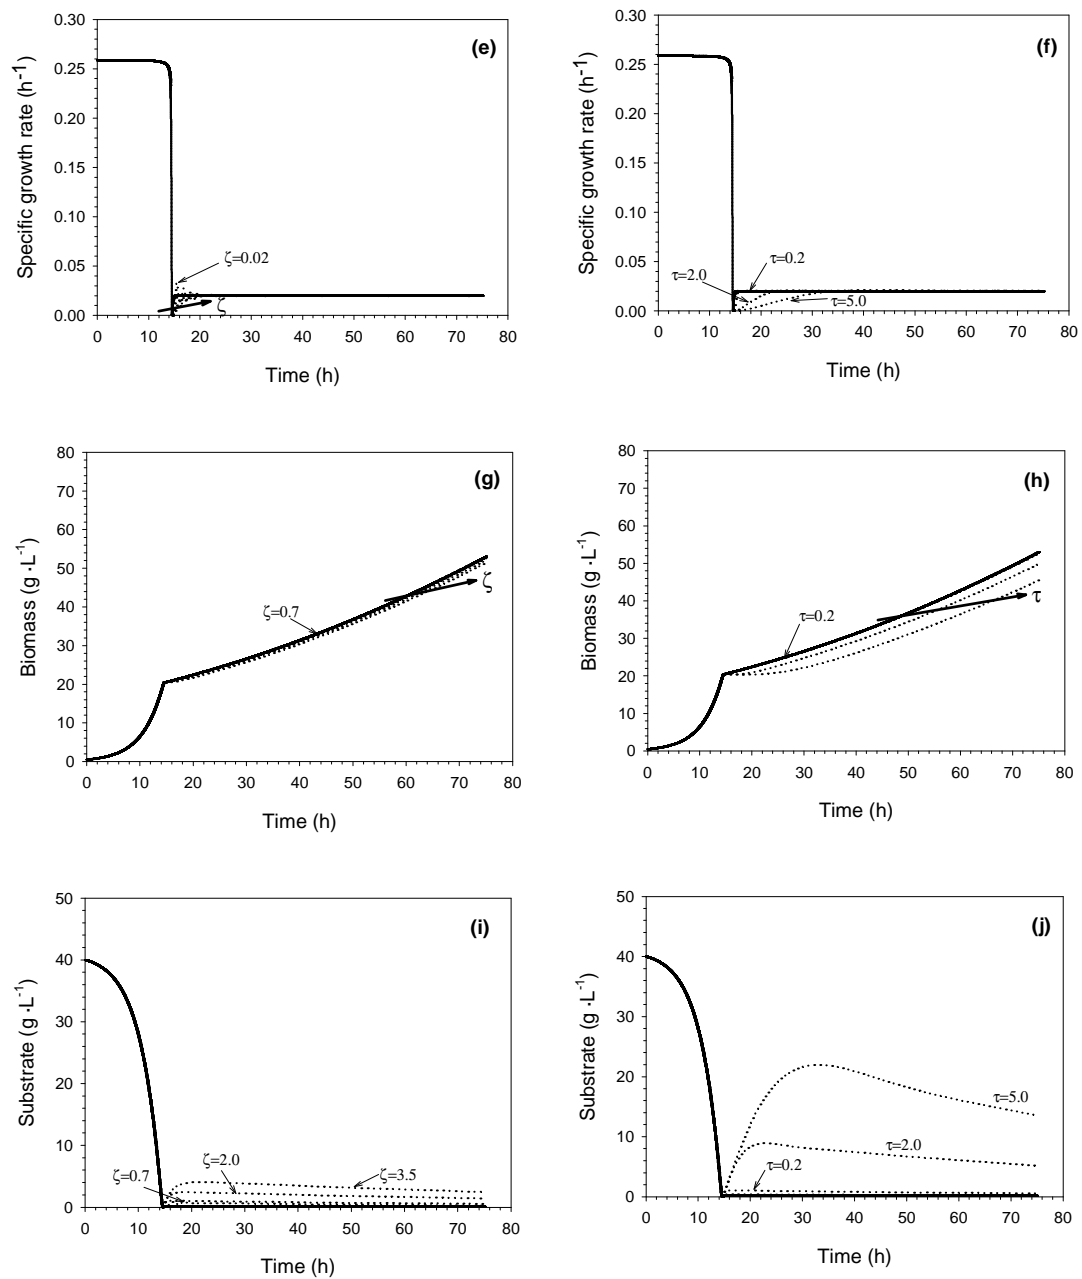 (e)
Specific growth rate (h⁻¹)
0.30
0.25
0.20
0.15
0.10
0.05
0.00
ζ=0.02
ζ
0 10 20 30 40 50 60 70 80
Time (h)
(f)
Specific growth rate (h⁻¹)
0.30
0.25
0.20
0.15
0.10
0.05
0.00
τ=2.0
τ=0.2
τ=5.0
0 10 20 30 40 50 60 70 80
Time (h)
(g)
Biomass (g ·L⁻¹)
80
70
60
50
40
30
20
10
0
ζ=0.7
ζ
0 10 20 30 40 50 60 70 80
Time (h)
(h)
Biomass (g ·L⁻¹)
80
70
60
50
40
30
20
10
0
τ=0.2
τ
0 10 20 30 40 50 60 70 80
Time (h)
(i)
Substrate (g ·L⁻¹)
50
40
30
20
10
0
ζ=0.7
ζ=2.0
ζ=3.5
0 10 20 30 40 50 60 70 80
Time (h)
(j)
Substrate (g ·L⁻¹)
50
40
30
20
10
0
τ=5.0
τ=2.0
τ=0.2
0 10 20 30 40 50 60 70 80
Time (h)